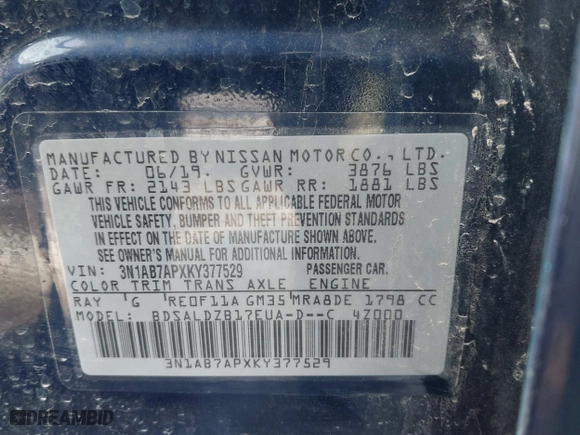 MANUFACTURED BY NISSAN MOTOR CO., LTD.
DATE: 06/19. GVWR: 3876 LBS
GAWR FR: 2143 LBS GAWR RR: 1881 LBS
THIS VEHICLE CONFORMS TO ALL APPLICABLE FEDERAL MOTOR
VEHICLE SAFETY, BUMPER AND THEFT PREVENTION STANDARDS
IN EFFECT ON THE DATE OF MANUFACTURE SHOWN ABOVE.
SEE OWNER'S MANUAL FOR ADDITIONAL INFORMATION.
VIN: 3N1AB7APXKY377529 PASSENGER CAR.
COLOR TRIM TRANS AXLE ENGINE
RAY G RE0F11A GM35 MRA8DE 1798 CC
MODEL: BDSALDZB17EUA-D--C 4Z000
3N1AB7APXKY377529
DREAMBID